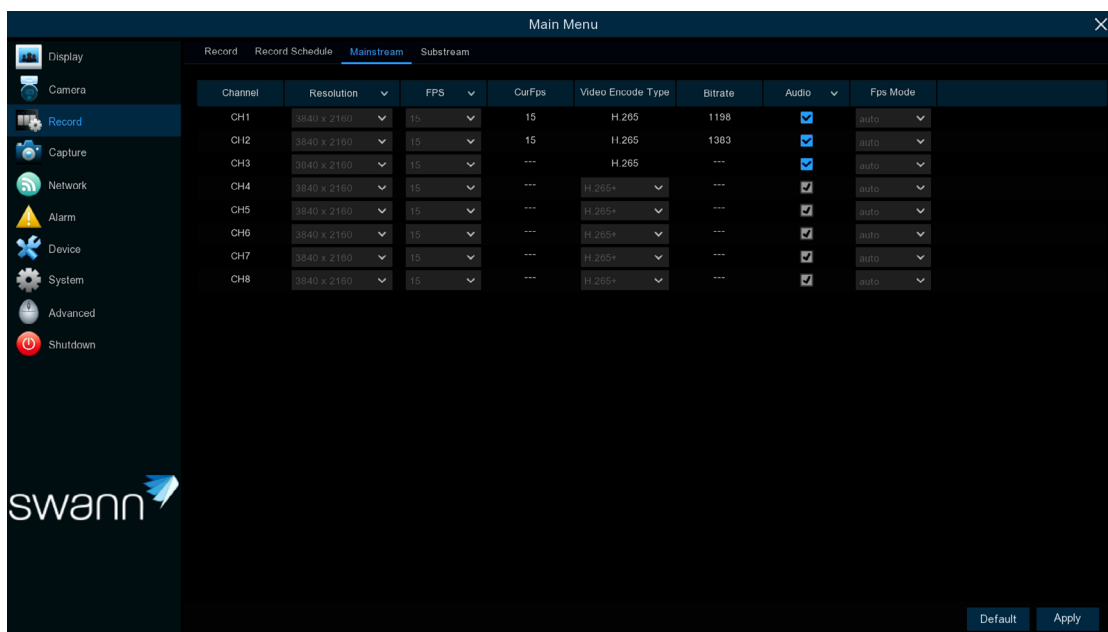 Main Menu
Display
Camera
Record
Capture
Network
Alarm
Device
System
Advanced
Shutdown
swann
Record Record Schedule Mainstream Substream
Channel Resolution FPS CurFps Video Encode Type Bitrate Audio Fps Mode
CH1 3840 x 2160 15 15 H.265 1198 auto
CH2 3840 x 2160 15 15 H.265 1383 auto
CH3 3840 x 2160 15 --- H.265 --- auto
CH4 3840 x 2160 15 --- H.265+ --- auto
CH5 3840 x 2160 15 --- H.265+ --- auto
CH6 3840 x 2160 15 --- H.265+ --- auto
CH7 3840 x 2160 15 --- H.265+ --- auto
CH8 3840 x 2160 15 --- H.265+ --- auto
Default Apply